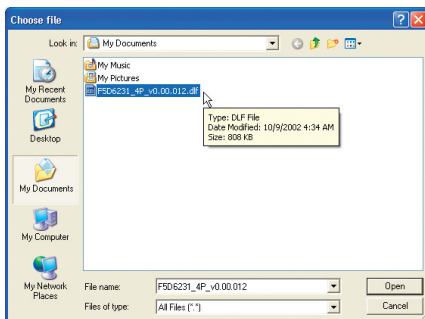 Choose file
Look in:
My Documents
My Recent
Documents
Desktop
My Documents
My Computer
My Network
Places
My Music
My Pictures
F5D6231_4P_v0.00.012.dlf
Type: DLF File
Date Modified: 10/9/2002 4:34 AM
Size: 808 KB
File name:
F5D6231_4P_v0.00.012
Open
Files of type:
All Files (*.*)
Cancel